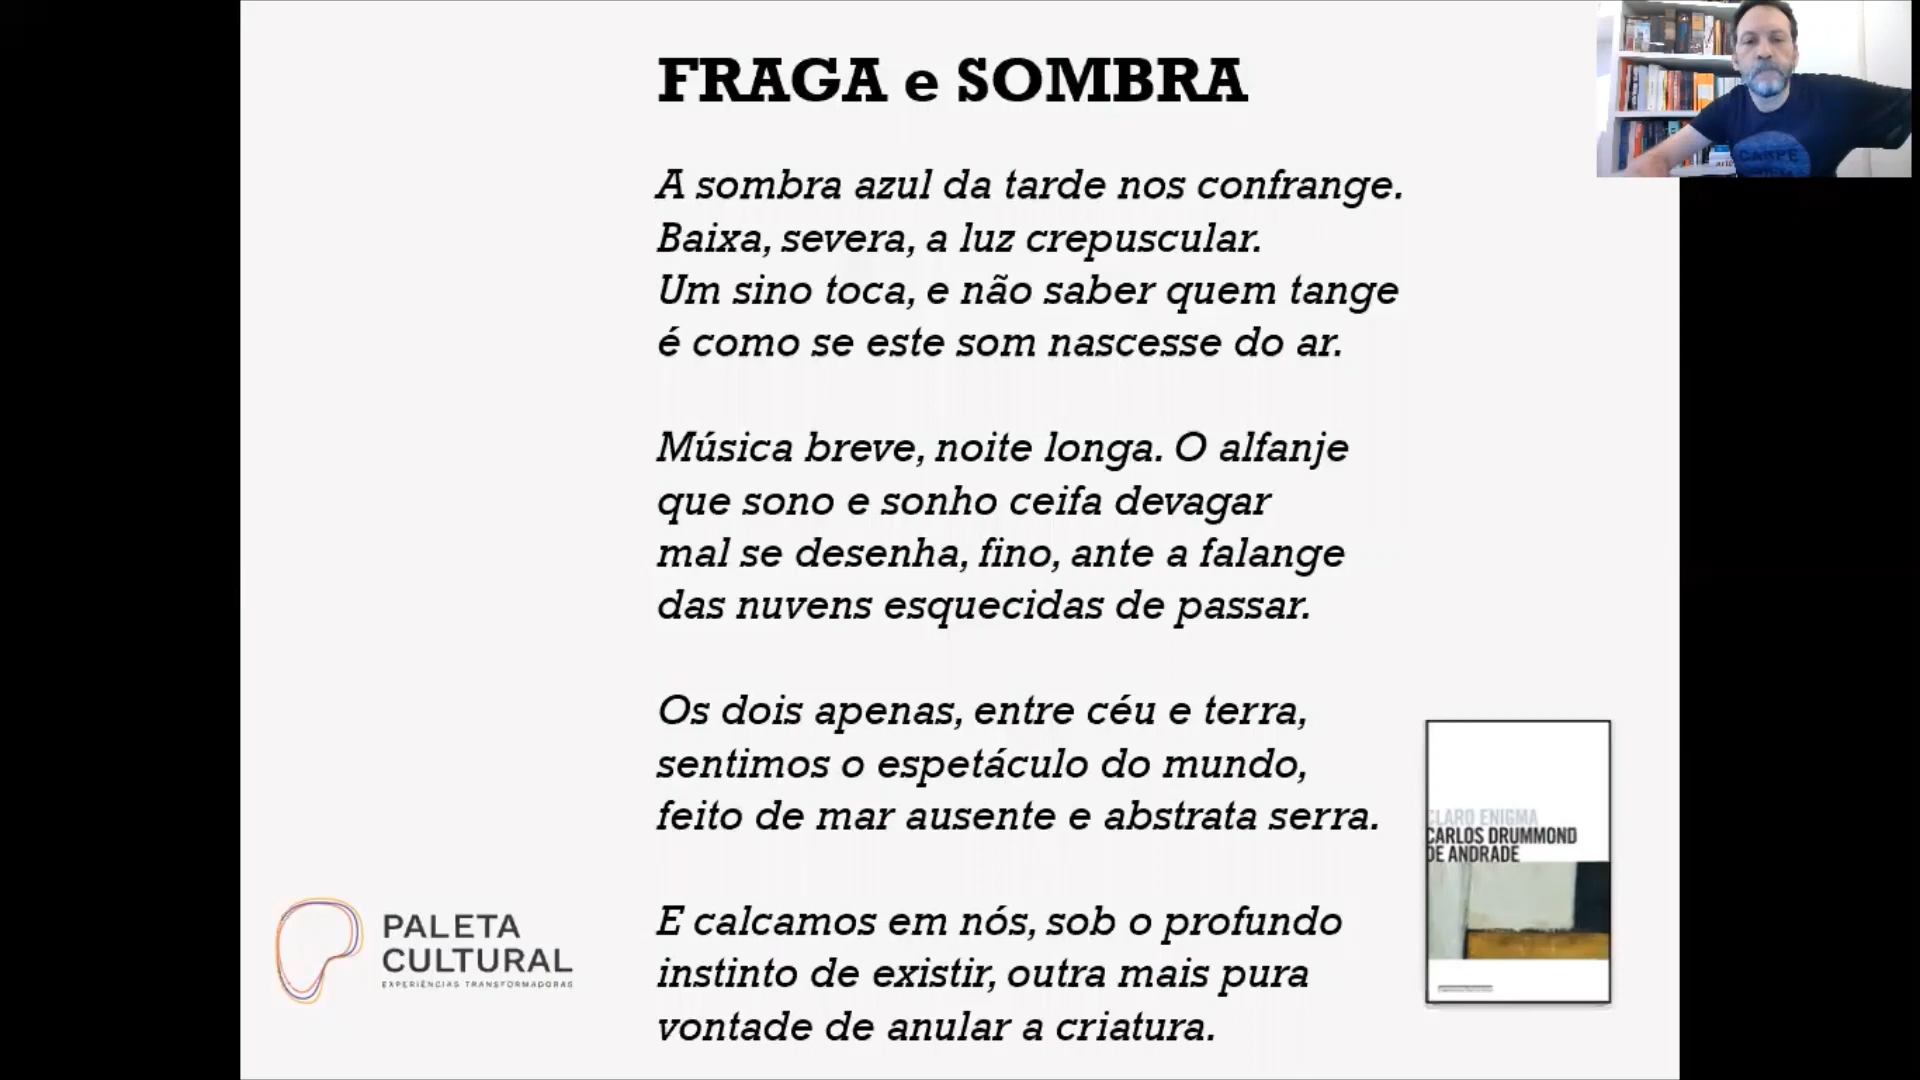 FRAGA e SOMBRA
A sombra azul da tarde nos confrange.
Baixa, severa, a luz crepuscular.
Um sino toca, e não saber quem tange
é como se este som nascesse do ar.
Música breve, noite longa. O alfanje
que sono e sonho ceifa devagar
mal se desenha, fino, ante a falange
das nuvens esquecidas de passar.
Os dois apenas, entre céu e terra,
sentimos o espetáculo do mundo,
feito de mar ausente e abstrata serra.
E calcamos em nós, sob o profundo
instinto de existir, outra mais pura
vontade de anular a criatura.
CLARO ENIGMA
CARLOS DRUMMOND
DE ANDRADE
PALETA
CULTURAL
EXPERIÊNCIAS TRANSFORMADORAS
CARPE